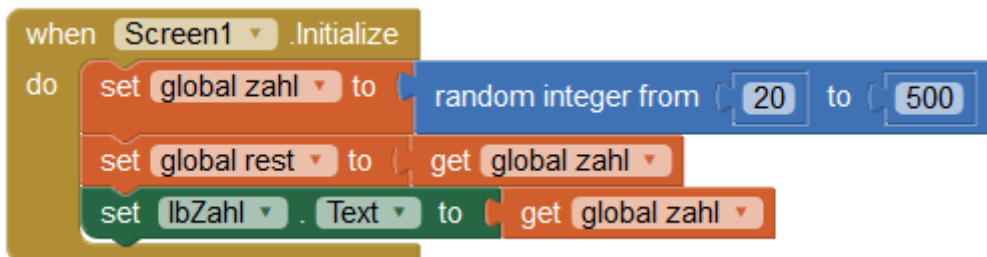 when Screen1 .Initialize
do set global zahl to random integer from 20 to 500
set global rest to get global zahl
set lbZahl . Text to get global zahl